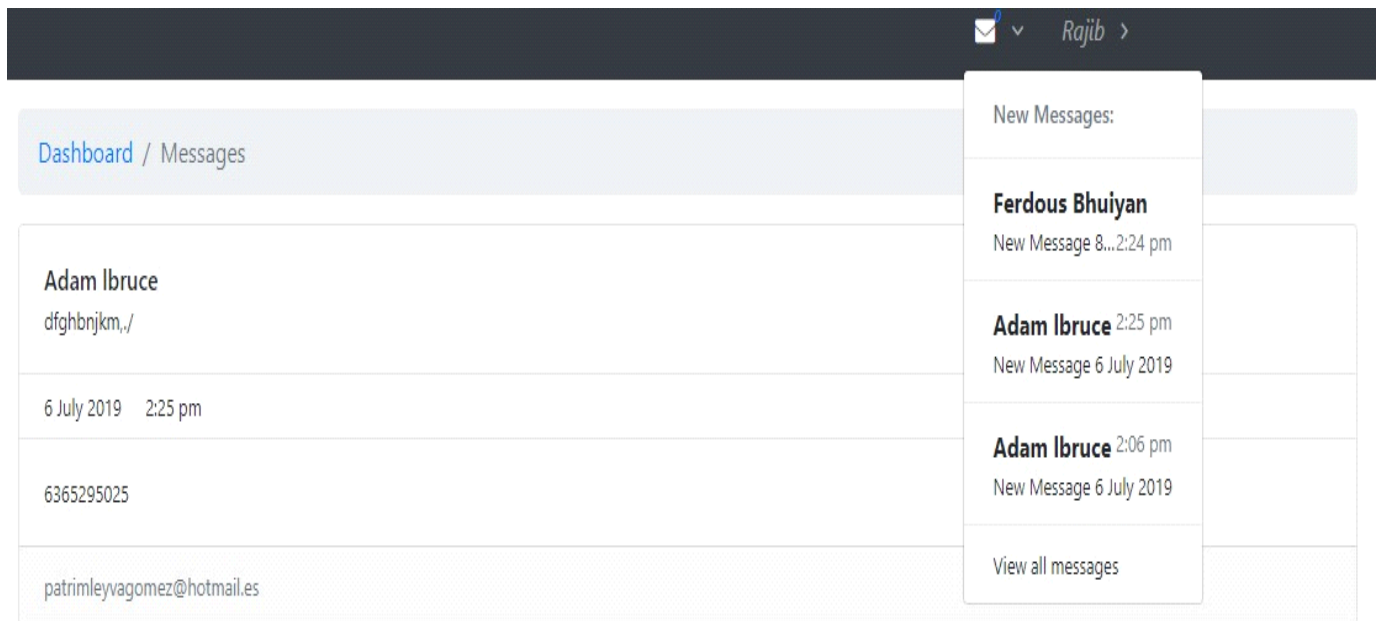 0
Rajib
Dashboard / Messages
Adam lbruce
dfghbnjkm,./
6 July 2019 2:25 pm
6365295025
patrimleyvagomez@hotmail.es
New Messages:
Ferdous Bhuiyan
New Message 8...2:24 pm
Adam lbruce 2:25 pm
New Message 6 July 2019
Adam lbruce 2:06 pm
New Message 6 July 2019
View all messages